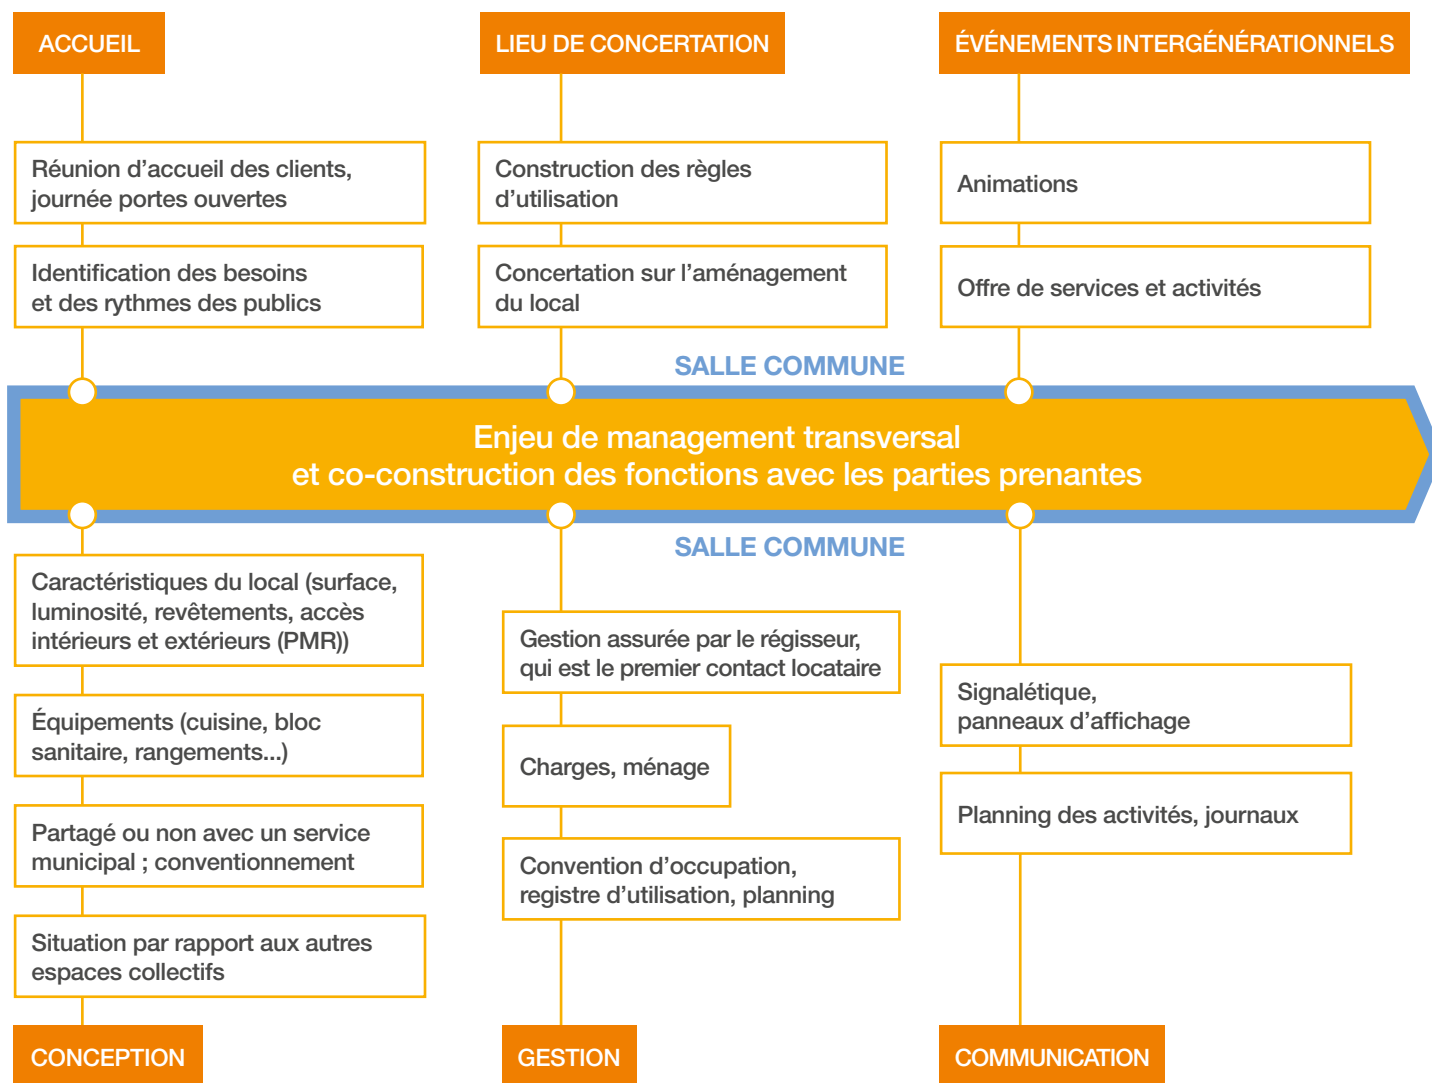 ACCUEIL
LIEU DE CONCERTATION
ÉVÉNEMENTS INTERGÉNÉRATIONNELS
Réunion d’accueil des clients,
journée portes ouvertes
Construction des règles
d’utilisation
Animations
Identification des besoins
et des rythmes des publics
Concertation sur l’aménagement
du local
Offre de services et activités
SALLE COMMUNE
Enjeu de management transversal
et co-construction des fonctions avec les parties prenantes
SALLE COMMUNE
Caractéristiques du local (surface,
luminosité, revêtements, accès
intérieurs et extérieurs (PMR))
Équipements (cuisine, bloc
sanitaire, rangements...)
Partagé ou non avec un service
municipal ; conventionnement
Situation par rapport aux autres
espaces collectifs
Gestion assurée par le régisseur,
qui est le premier contact locataire
Charges, ménage
Convention d’occupation,
registre d’utilisation, planning
Signalétique,
panneaux d’affichage
Planning des activités, journaux
CONCEPTION
GESTION
COMMUNICATION